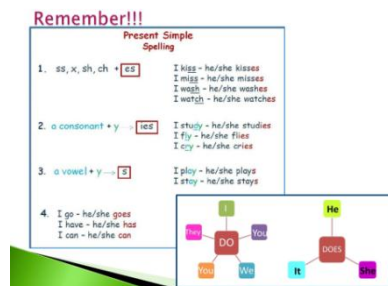 Remember!!!
Present Simple
Spelling
1. ss, x, sh, ch + es
I kiss – he/she kisses
I miss – he/she misses
I wash – he/she washes
I watch – he/she watches
2. a consonant + y → ies
I study – he/she studies
I fly – he/she flies
I cry – he/she cries
3. a vowel + y → s
I play – he/she plays
I stay – he/she stays
4. I go – he/she goes
I have – he/she has
I can – he/she can
I
They
You
DO
You
We
He
DOES
It
She